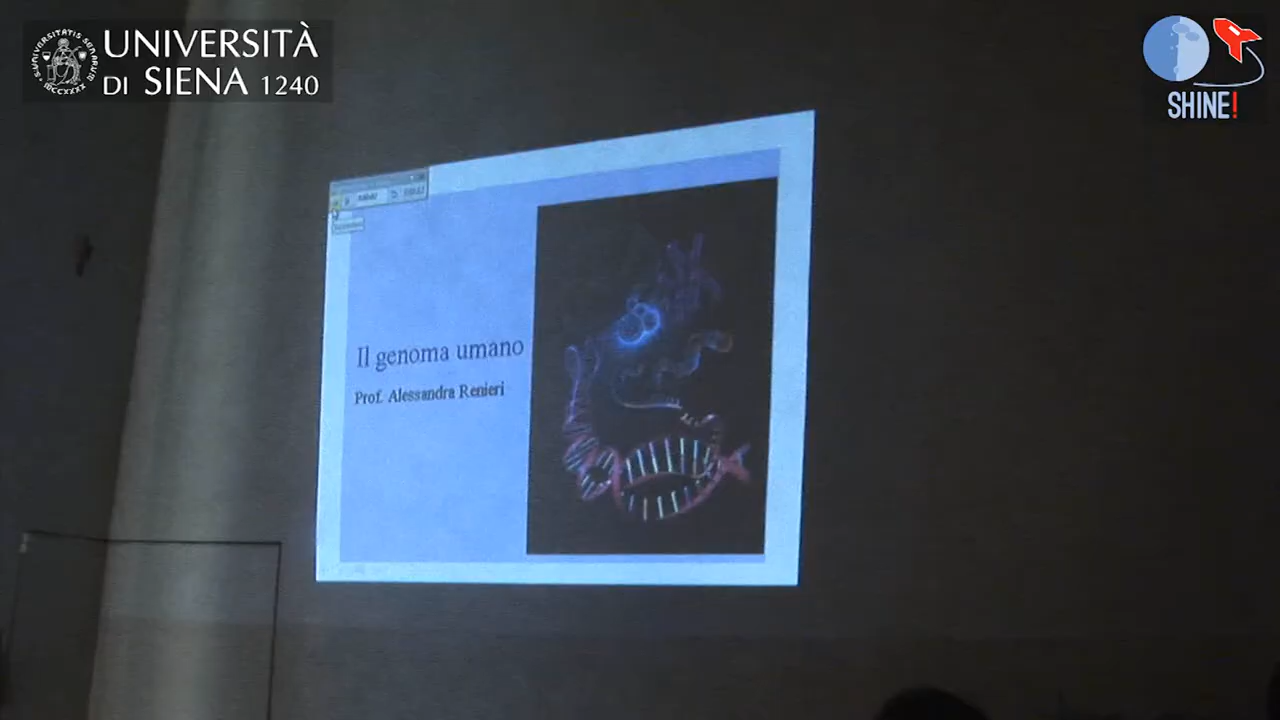 UNIVERSITÀ
DI SIENA 1240
SHINE!
Il genoma umano
Prof. Alessandra Renieri